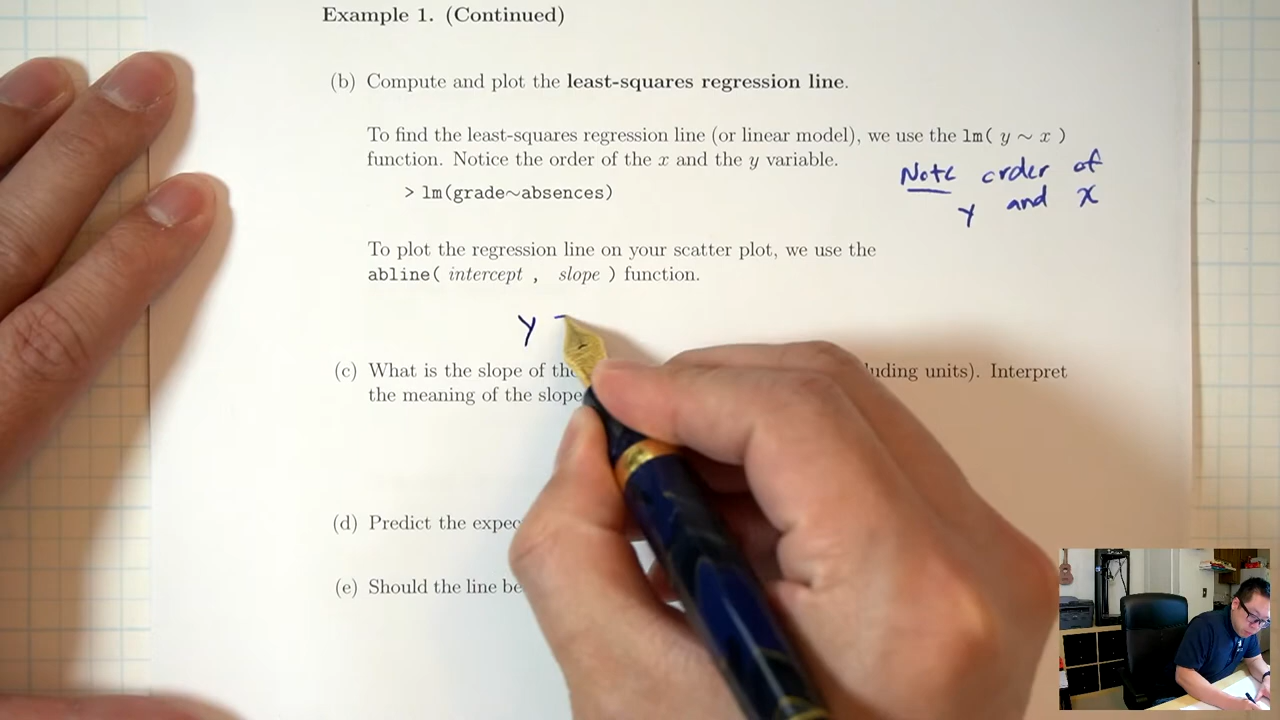 Example 1. (Continued)
(b) Compute and plot the least-squares regression line.
To find the least-squares regression line (or linear model), we use the lm( y ~ x )
function. Notice the order of the x and the y variable.
Note order of
y and x
> lm(grade~absences)
To plot the regression line on your scatter plot, we use the
abline( intercept , slope ) function.
y
(c) What is the slope of the uding units). Interpret
the meaning of the slope
(d) Predict the expec
(e) Should the line be